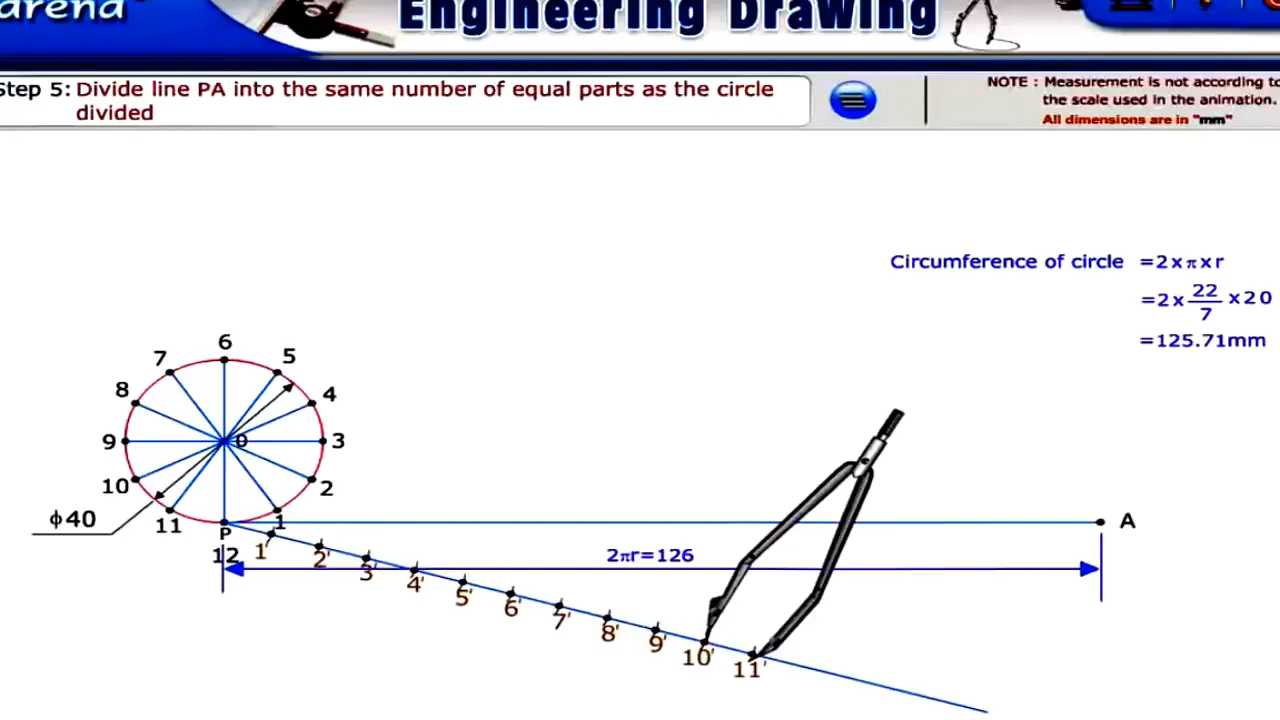 arena
Engineering Drawing
Step 5: Divide line PA into the same number of equal parts as the circle
divided
NOTE : Measurement is not according to
the scale used in the animation.
All dimensions are in "mm"
Circumference of circle =2xπxr
=2x 22/7 x20
=125.71mm
6
7
5
8
4
9
O
3
10
2
11
1
ϕ40
P
12
A
2πr=126
1'
2'
3'
4'
5'
6'
7'
8'
9'
10'
11'